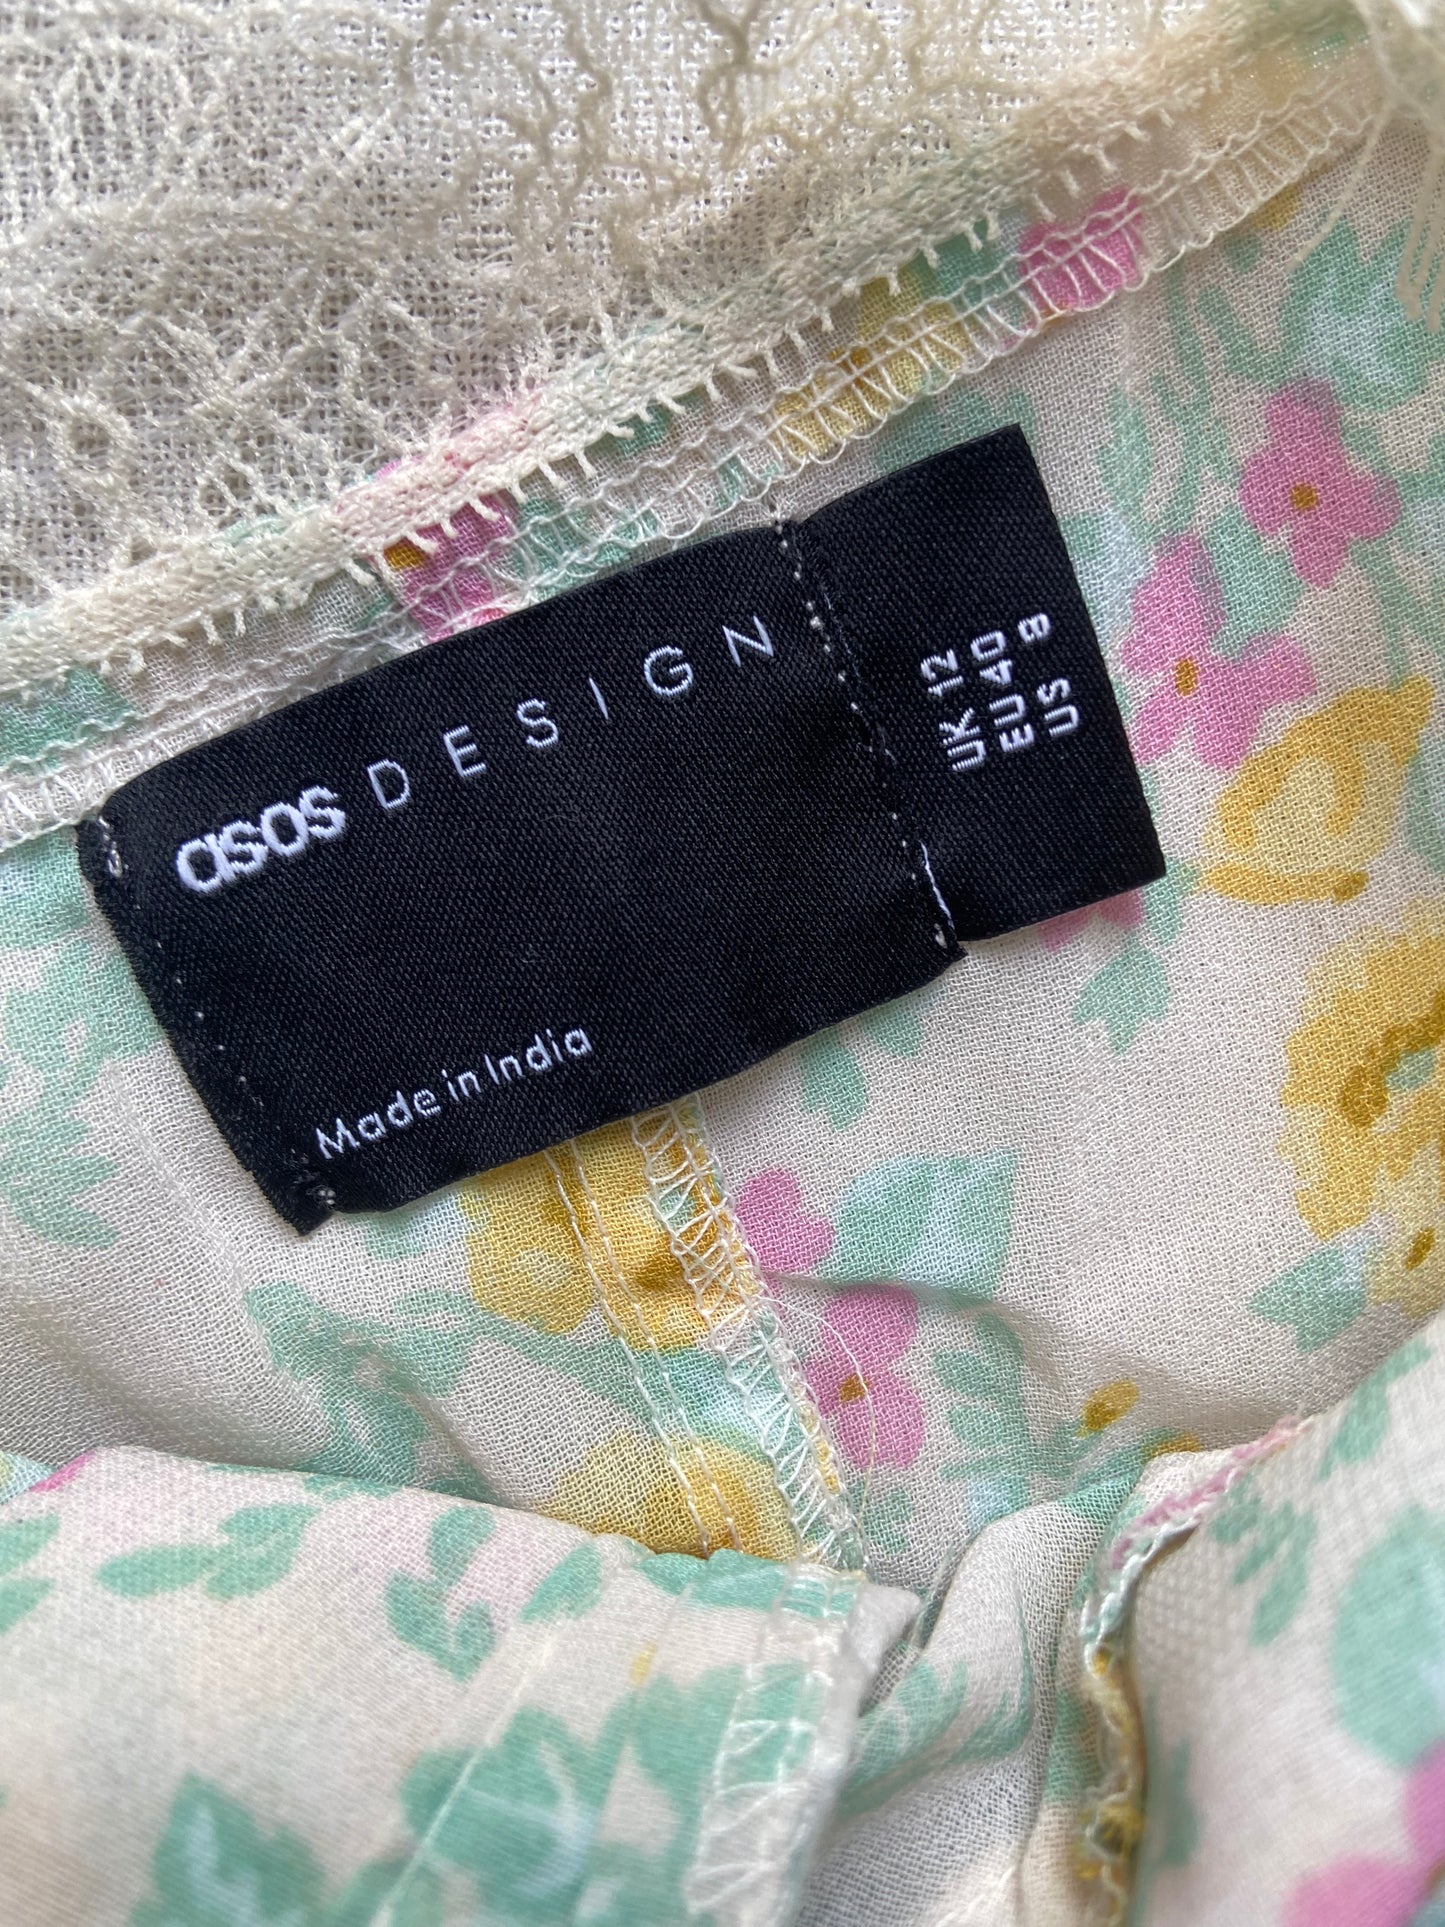 asos DESIGN
Made in India
UK 12
EU 40
US 8